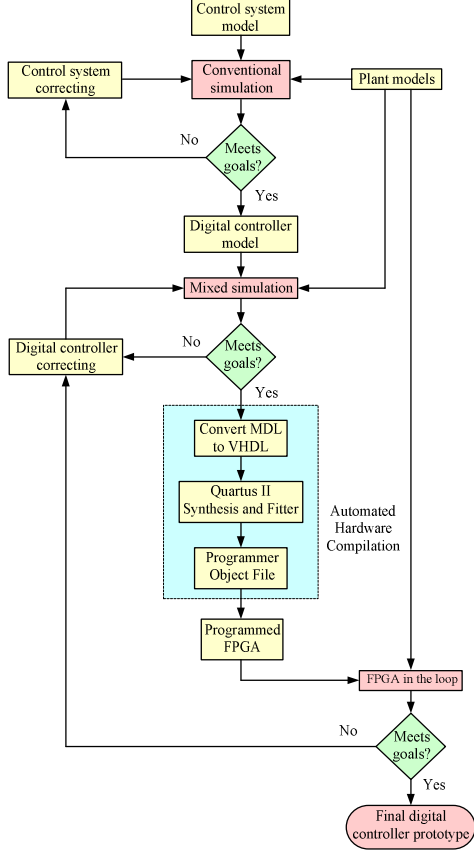 Control system
model
Control system
correcting
Conventional
simulation
Plant models
No
Meets
goals?
Yes
Digital controller
model
Mixed simulation
No
Digital controller
correcting
Meets
goals?
Yes
Convert MDL
to VHDL
Quartus II
Synthesis and Fitter
Automated
Hardware
Compilation
Programmer
Object File
Programmed
FPGA
FPGA in the loop
No
Meets
goals?
Yes
Final digital
controller prototype